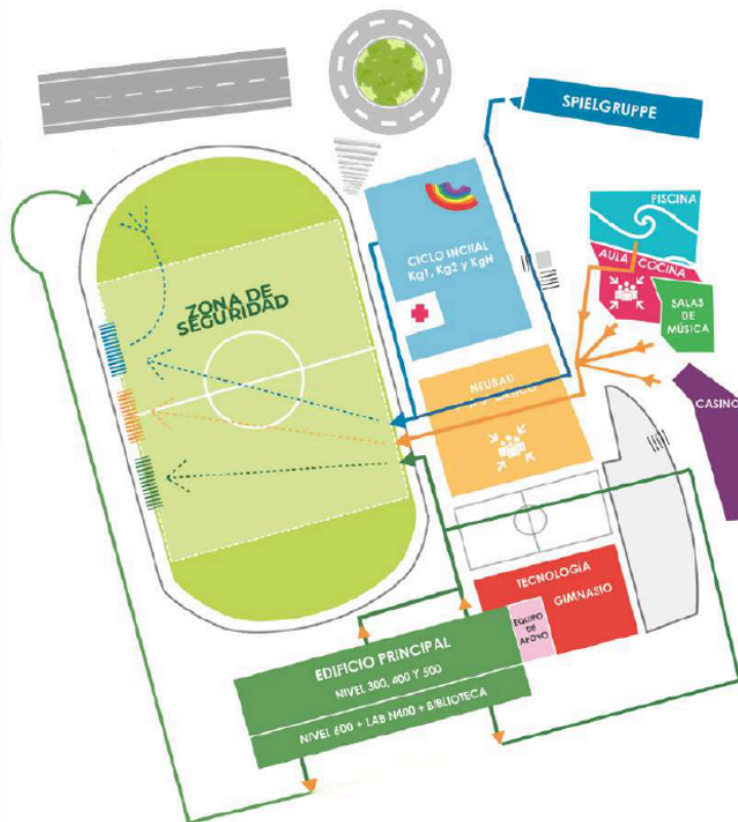 SPIELGRUPPE
PISCINA
AULA COCINA
SALAS
DE
MÚSICA
CASINO
CICLO INCIIAL
Kg1, Kg2 y KgH
ZONA DE
SEGURIDAD
NEUBAU
TECNOLOGÍA
GIMNASIO
EQUIPO
DE
APOYO
EDIFICIO PRINCIPAL
NIVEL 300, 400 Y 500
NIVEL 600 + LAB N400 + BIBLIOTECA